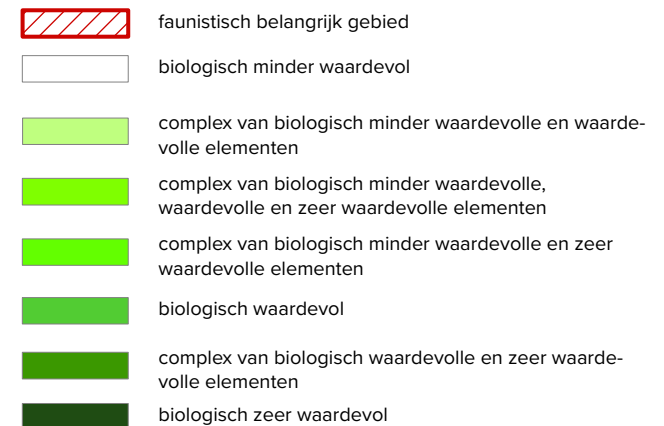 faunistisch belangrijk gebied
biologisch minder waardevol
complex van biologisch minder waardevolle en waarde-
volle elementen
complex van biologisch minder waardevolle,
waardevolle en zeer waardevolle elementen
complex van biologisch minder waardevolle en zeer
waardevolle elementen
biologisch waardevol
complex van biologisch waardevolle en zeer waarde-
volle elementen
biologisch zeer waardevol